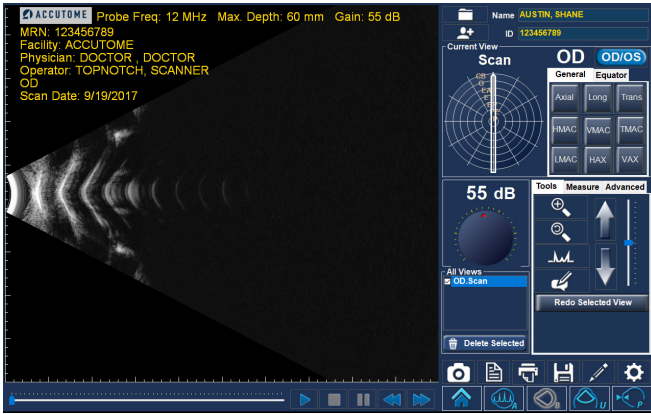 ACCUTOME Probe Freq: 12 MHz Max. Depth: 60 mm Gain: 55 dB
MRN: 123456789
Facility: ACCUTOME
Physician: DOCTOR , DOCTOR
Operator: TOPNOTCH, SCANNER
OD
Scan Date: 9/19/2017
Name AUSTIN, SHANE
ID 123456789
Current View
Scan
OD
OD/OS
General Equator
Axial Long Trans
HMAC VMAC TMAC
LMAC HAX VAX
55 dB
Tools Measure Advanced
All Views
OD.Scan
Redo Selected View
Delete Selected
A B U P